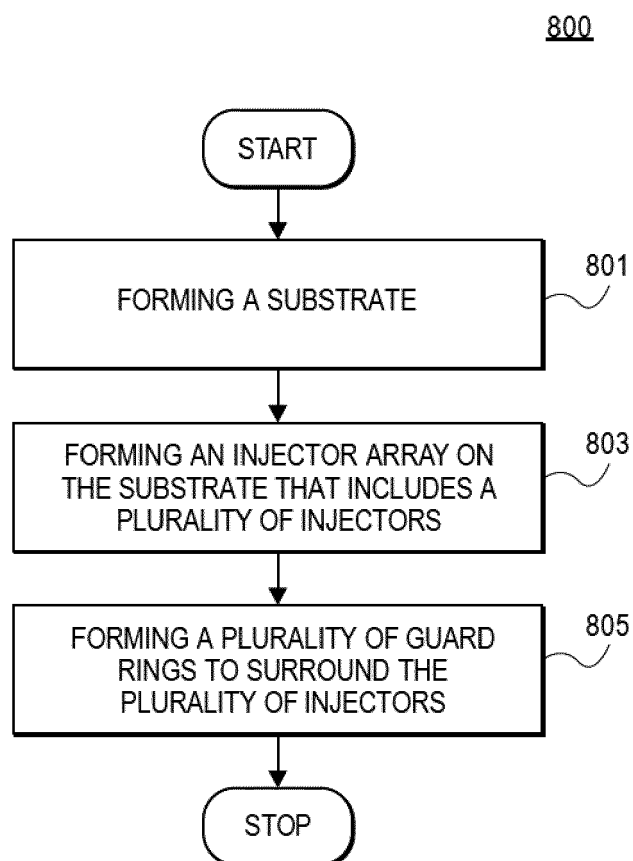 800
START
FORMING A SUBSTRATE
801
FORMING AN INJECTOR ARRAY ON
THE SUBSTRATE THAT INCLUDES A
PLURALITY OF INJECTORS
803
FORMING A PLURALITY OF GUARD
RINGS TO SURROUND THE
PLURALITY OF INJECTORS
805
STOP